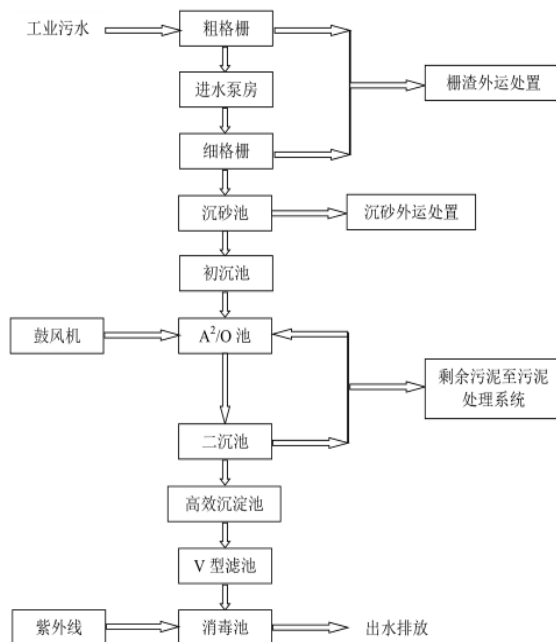 工业污水
粗格栅
进水泵房
栅渣外运处置
细格栅
沉砂池
沉砂外运处置
初沉池
鼓风机
A²/O 池
剩余污泥至污泥
处理系统
二沉池
高效沉淀池
V 型滤池
紫外线
消毒池
出水排放